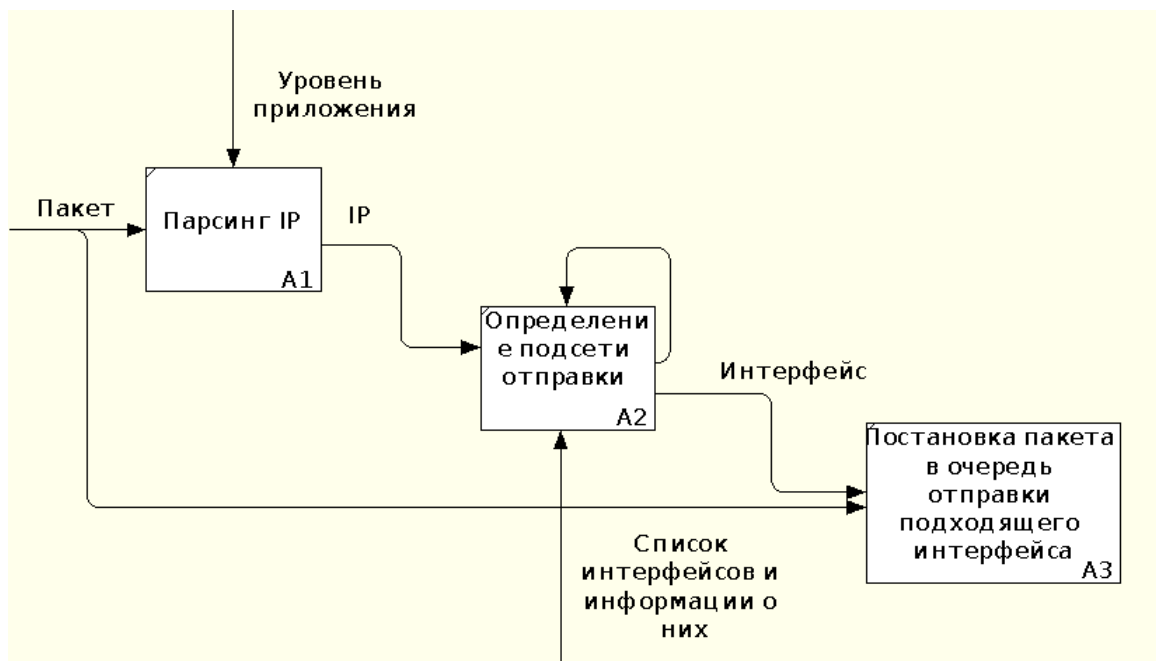 Уровень
приложения
Пакет
Парсинг IP
A1
IP
Определени
е подсети
отправки
A2
Интерфейс
Постановка пакета
в очередь
отправки
подходящего
интерфейса
A3
Список
интерфейсов и
информации о
них